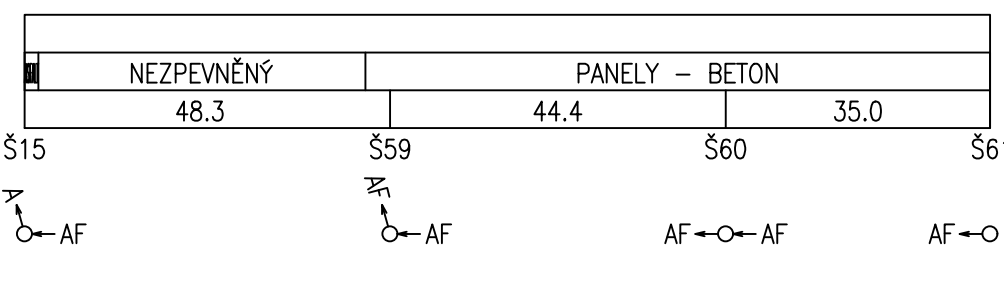 NEZPEVNĚNÝ PANELY - BETON
48.3 44.4 35.0
Š15 Š59 Š60
A AF
AF AF AF AF AF